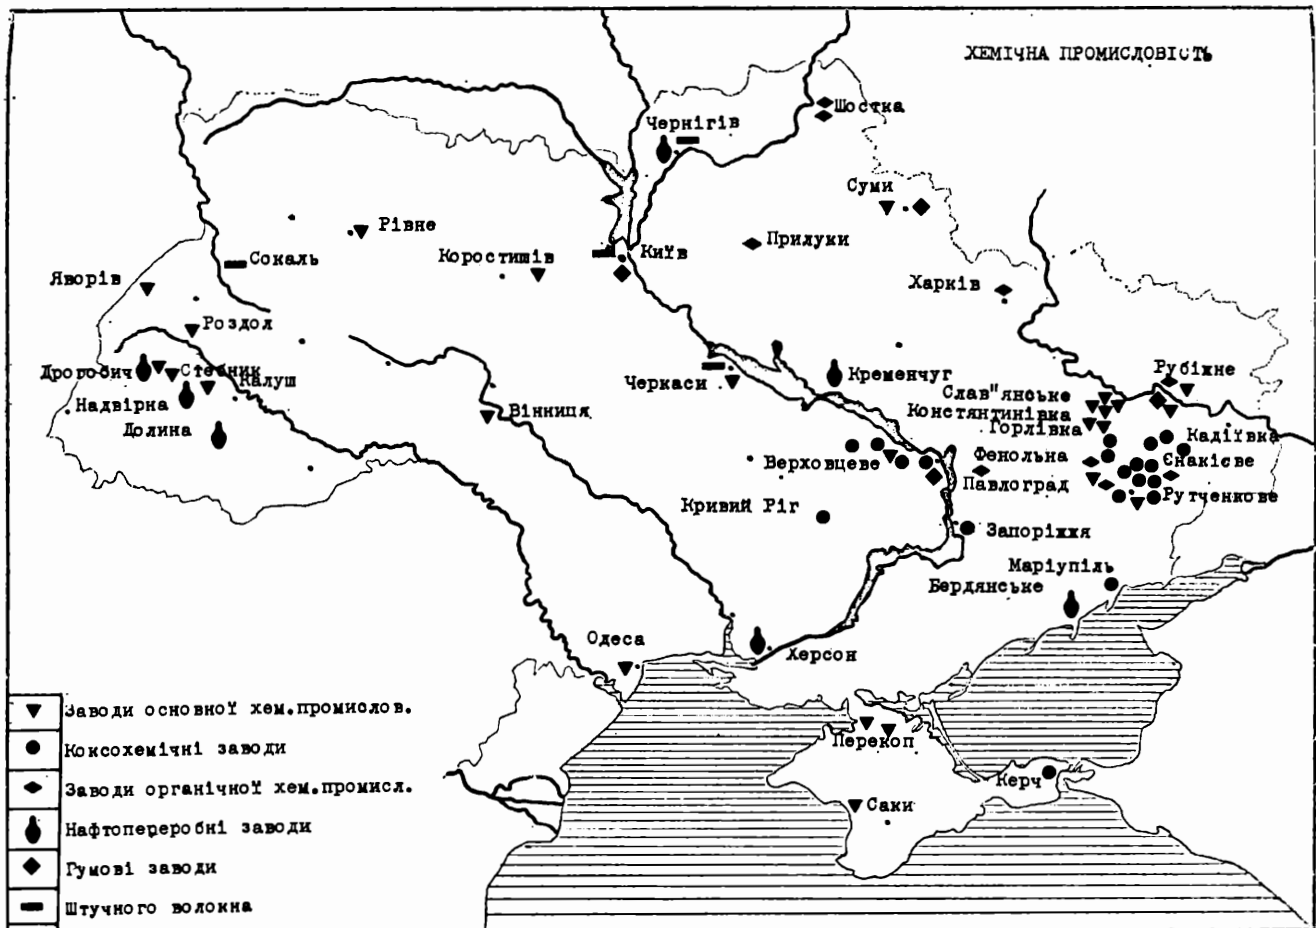 ХЕМІЧНА ПРОМИСЛОВІСТЬ
Шостка
Чернігів
Суми
Рівне
Прилуки
Київ
Коростишів
Сокаль
Яворів
Харків
Роздол
Дрогобич
Стебник
Калуш
Надвірна
Долина
Вінниця
Черкаси
Кременчуг
Рубіжне
Слав"янське
Констянтинівка
Горлівка
Кадіївка
Фенольна
Єнакієве
Верховцеве
Павлоград
Рутченкове
Кривий Ріг
Запоріжжя
Маріупіль
Бердянське
Одеса
Херсон
Перекоп
Керч
Саки
Заводи основної хем.промислов.
Коксохемічні заводи
Заводи органічної хем.промисл.
Нафтопереробні заводи
Гумові заводи
Штучного волокна